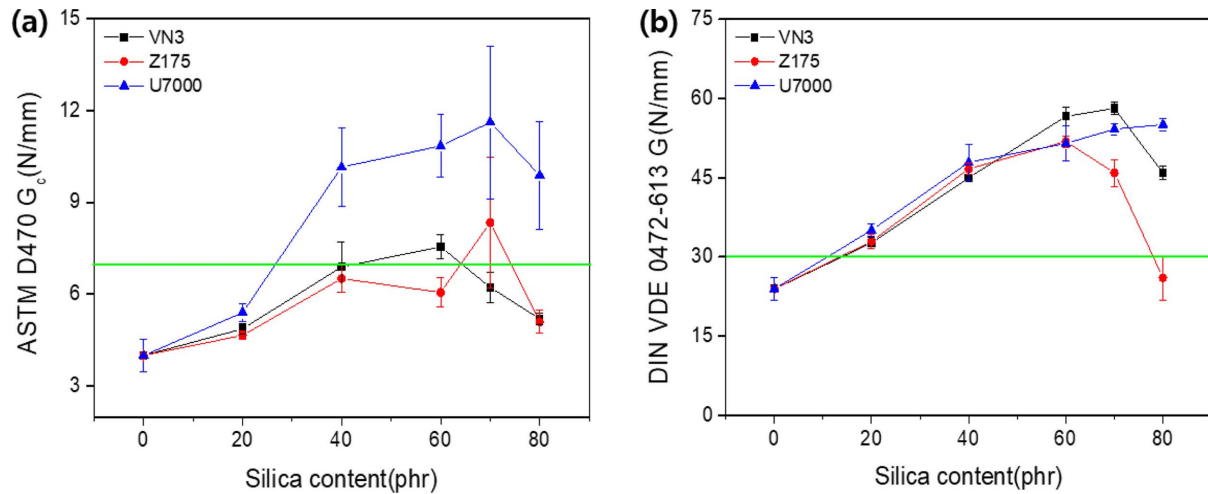 (a)
ASTM D470 Gc(N/mm)
15
12
9
6
3
VN3
Z175
U7000
0 20 40 60 80
Silica content(phr)
(b)
DIN VDE 0472-613 G(N/mm)
75
60
45
30
15
0
VN3
Z175
U7000
0 20 40 60 80
Silica content(phr)